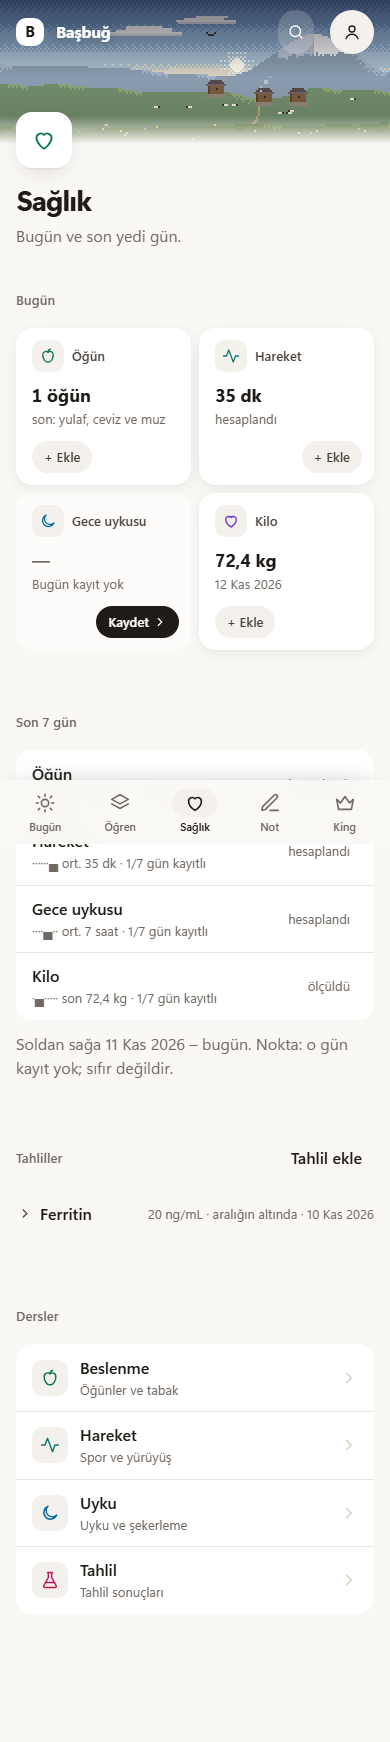 B Başbuğ
Sağlık
Bugün ve son yedi gün.
Bugün
Öğün
1 öğün
son: yulaf, ceviz ve muz
+ Ekle
Hareket
35 dk
hesaplandı
+ Ekle
Gece uykusu
—
Bugün kayıt yok
Kaydet
Kilo
72,4 kg
12 Kas 2026
+ Ekle
Son 7 gün
Öğün
Bugün
Öğren
Sağlık
Not
King
Hareket
hesaplandı
ort. 35 dk · 1/7 gün kayıtlı
Gece uykusu
hesaplandı
ort. 7 saat · 1/7 gün kayıtlı
Kilo
ölçüldü
son 72,4 kg · 1/7 gün kayıtlı
Soldan sağa 11 Kas 2026 – bugün. Nokta: o gün
kayıt yok; sıfır değildir.
Tahliller
Tahlil ekle
Ferritin
20 ng/mL · aralığın altında · 10 Kas 2026
Dersler
Beslenme
Öğünler ve tabak
Hareket
Spor ve yürüyüş
Uyku
Uyku ve şekerleme
Tahlil
Tahlil sonuçları